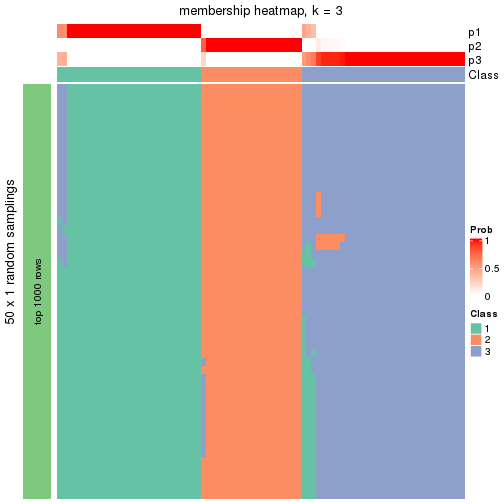 membership heatmap, k = 3
p1
p2
p3
Class
50 x 1 random samplings
top 1000 rows
Prob
1
0.5
0
Class
1
2
3